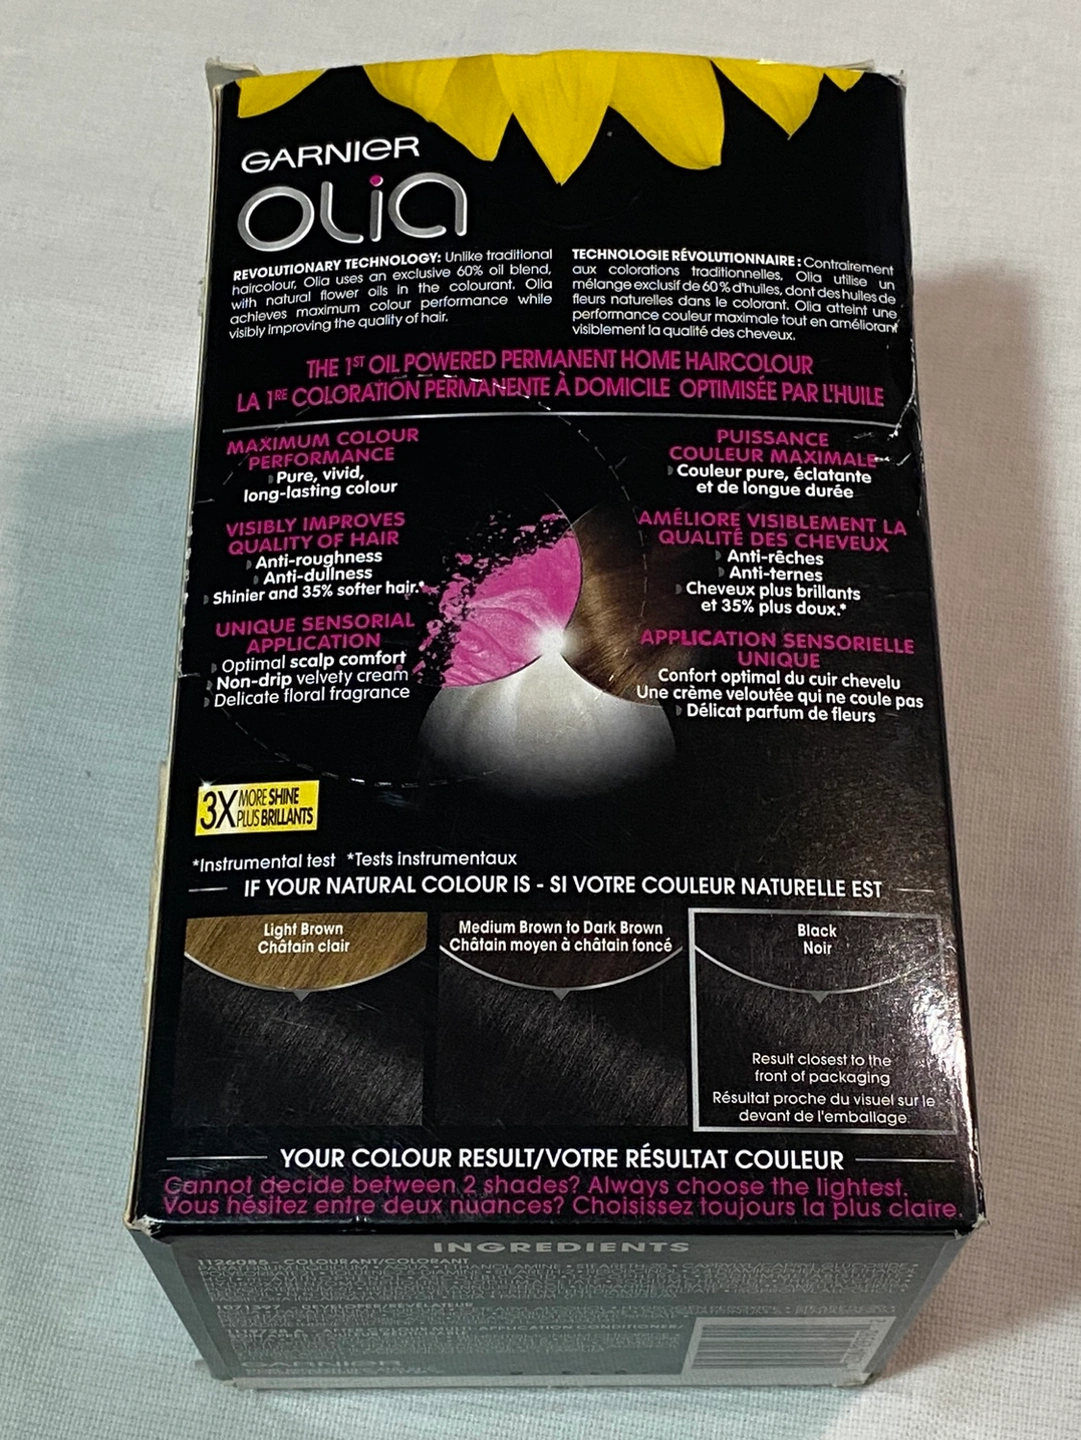 GARNIER
OLIA
REVOLUTIONARY TECHNOLOGY: Unlike traditional
haircolour, Olia uses an exclusive 60% oil blend,
with natural flower oils in the colourant. Olia
achieves maximum colour performance while
visibly improving the quality of hair.
TECHNOLOGIE RÉVOLUTIONNAIRE : Contrairement
aux colorations traditionnelles, Olia utilise un
mélange exclusif de 60% d'huiles, dont des huiles de
fleurs naturelles dans le colorant. Olia atteint une
performance couleur maximale tout en améliorant
visiblement la qualité des cheveux.
THE 1ST OIL POWERED PERMANENT HOME HAIRCOLOUR
LA 1RE COLORATION PERMANENTE À DOMICILE OPTIMISÉE PAR L'HUILE
MAXIMUM COLOUR
PERFORMANCE
Pure, vivid,
long-lasting colour
VISIBLY IMPROVES
QUALITY OF HAIR
Anti-roughness
Anti-dullness
Shinier and 35% softer hair.*
UNIQUE SENSORIAL
APPLICATION
Optimal scalp comfort
Non-drip velvety cream
Delicate floral fragrance
PUISSANCE
COULEUR MAXIMALE
Couleur pure, éclatante
et de longue durée
AMÉLIORE VISIBLEMENT LA
QUALITÉ DES CHEVEUX
Anti-rêches
Anti-ternes
Cheveux plus brillants
et 35% plus doux.*
APPLICATION SENSORIELLE
UNIQUE
Confort optimal du cuir chevelu
Une crème veloutée qui ne coule pas
Délicat parfum de fleurs
3X MORE SHINE
PLUS BRILLANTS
*Instrumental test *Tests instrumentaux
IF YOUR NATURAL COLOUR IS - SI VOTRE COULEUR NATURELLE EST
Light Brown
Châtain clair
Medium Brown to Dark Brown
Châtain moyen à châtain foncé
Black
Noir
Result closest to the
front of packaging
Résultat proche du visuel sur le
devant de l'emballage.
YOUR COLOUR RESULT/VOTRE RÉSULTAT COULEUR
Cannot decide between 2 shades? Always choose the lightest.
Vous hésitez entre deux nuances? Choisissez toujours la plus claire.
INGREDIENTS
COLOURANT/COLORANT
DEVELOPER/RÉVÉLATEUR
GARNIER